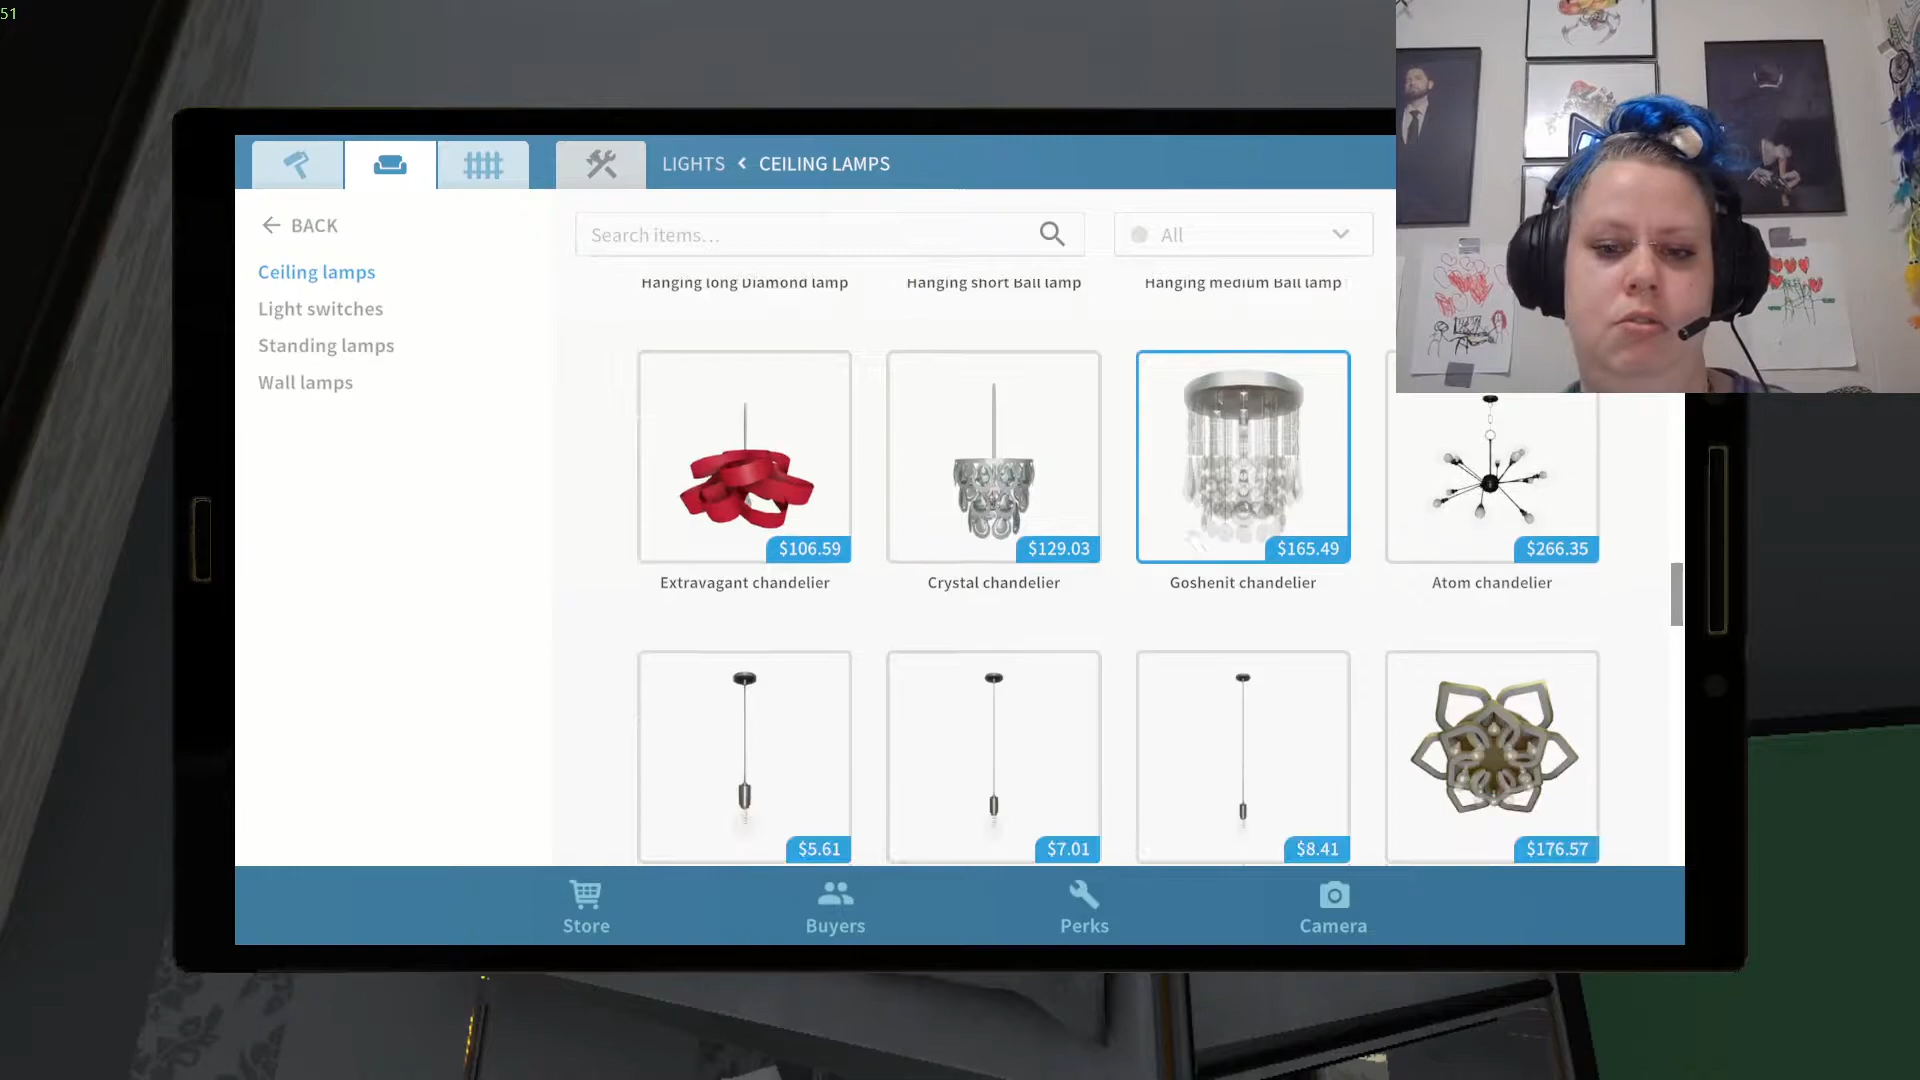 51
LIGHTS < CEILING LAMPS
BACK
Search items...
All
Ceiling lamps
Light switches
Standing lamps
Wall lamps
Hanging long Diamond lamp
Hanging short Ball lamp
Hanging medium Ball lamp
$106.59
$129.03
$165.49
$266.35
Extravagant chandelier
Crystal chandelier
Goshenit chandelier
Atom chandelier
$5.61
$7.01
$8.41
$176.57
Store
Buyers
Perks
Camera